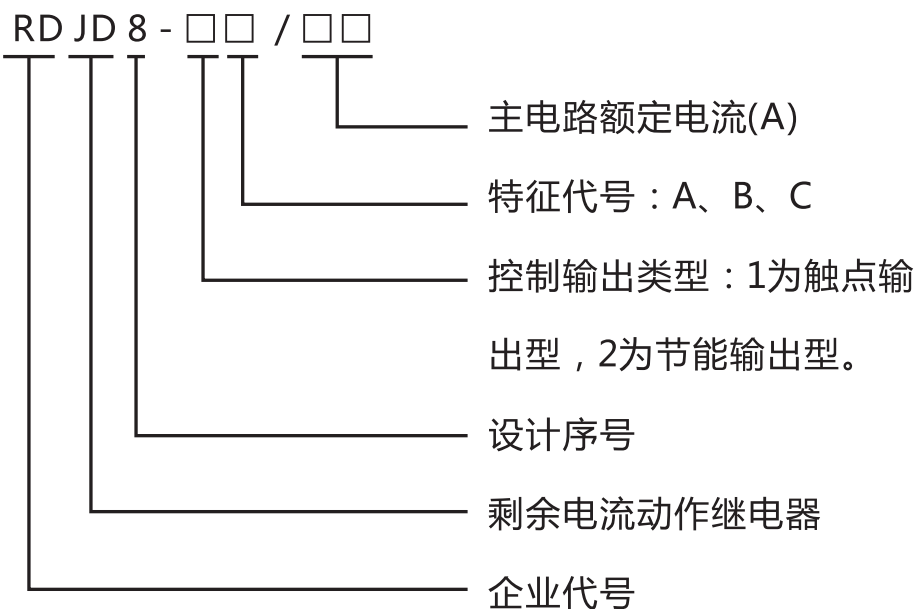 RD JD 8 - □□ / □□
主电路额定电流(A)
特征代号：A、B、C
控制输出类型：1为触点输
出型，2为节能输出型。
设计序号
剩余电流动作继电器
企业代号